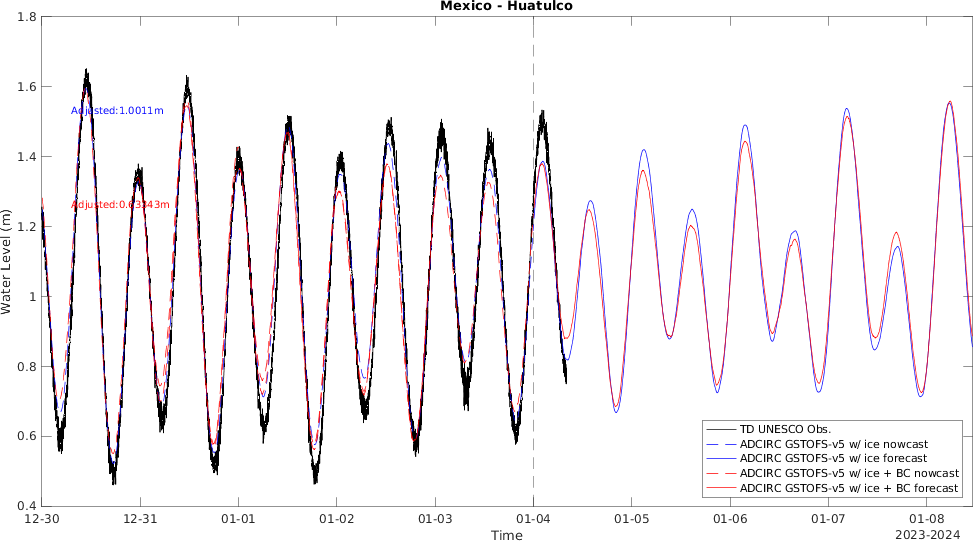 Mexico - Huatulco
1.8
1.6
1.4
1.2
1
0.8
0.6
0.4
Water Level (m)
Adjusted:1.0011m
Adjusted:0.63343m
TD UNESCO Obs.
ADCIRC GSTOFS-v5 w/ ice nowcast
ADCIRC GSTOFS-v5 w/ ice forecast
ADCIRC GSTOFS-v5 w/ ice + BC nowcast
ADCIRC GSTOFS-v5 w/ ice + BC forecast
12-30 12-31 01-01 01-02 01-03 01-04 01-05 01-06 01-07 01-08
Time
2023-2024